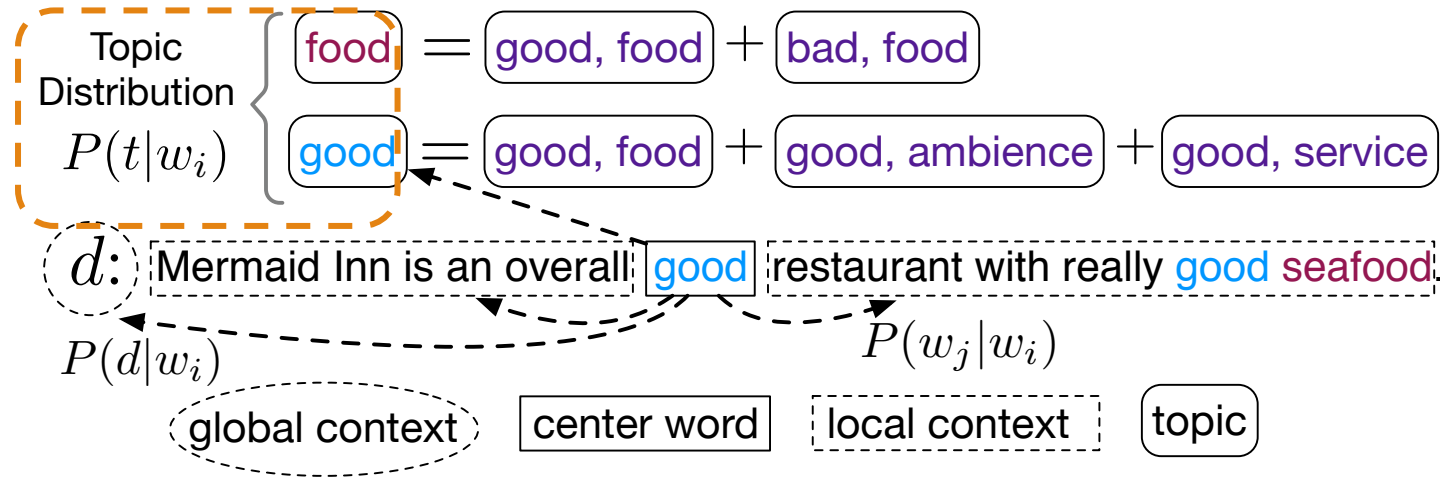 Topic
Distribution
P(t|w_i)
food = good, food + bad, food
good = good, food + good, ambience + good, service
d: Mermaid Inn is an overall good restaurant with really good seafood.
P(d|w_i)
P(w_j|w_i)
global context
center word
local context
topic